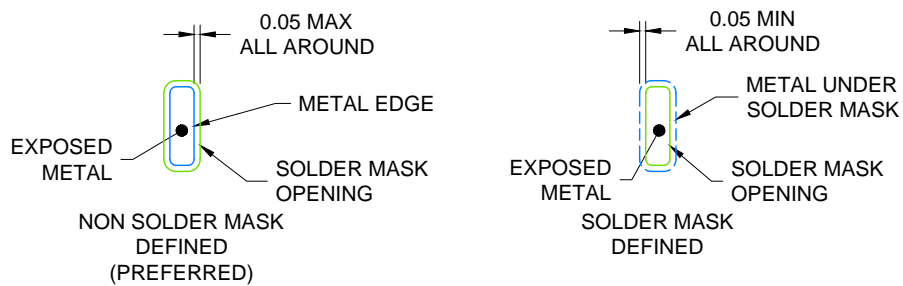 0.05 MAX
ALL AROUND
METAL EDGE
EXPOSED
METAL
SOLDER MASK
OPENING
NON SOLDER MASK
DEFINED
(PREFERRED)
0.05 MIN
ALL AROUND
METAL UNDER
SOLDER MASK
EXPOSED
METAL
SOLDER MASK
OPENING
SOLDER MASK
DEFINED